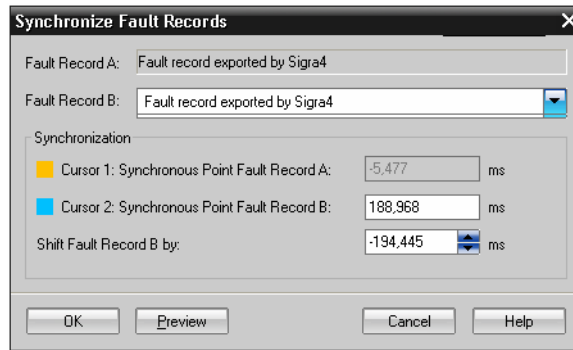 Synchronize Fault Records
Fault Record A: Fault record exported by Sigra4
Fault Record B: Fault record exported by Sigra4
Synchronization
Cursor 1: Synchronous Point Fault Record A: -5,477 ms
Cursor 2: Synchronous Point Fault Record B: 188,968 ms
Shift Fault Record B by: -194,445 ms
OK Preview Cancel Help